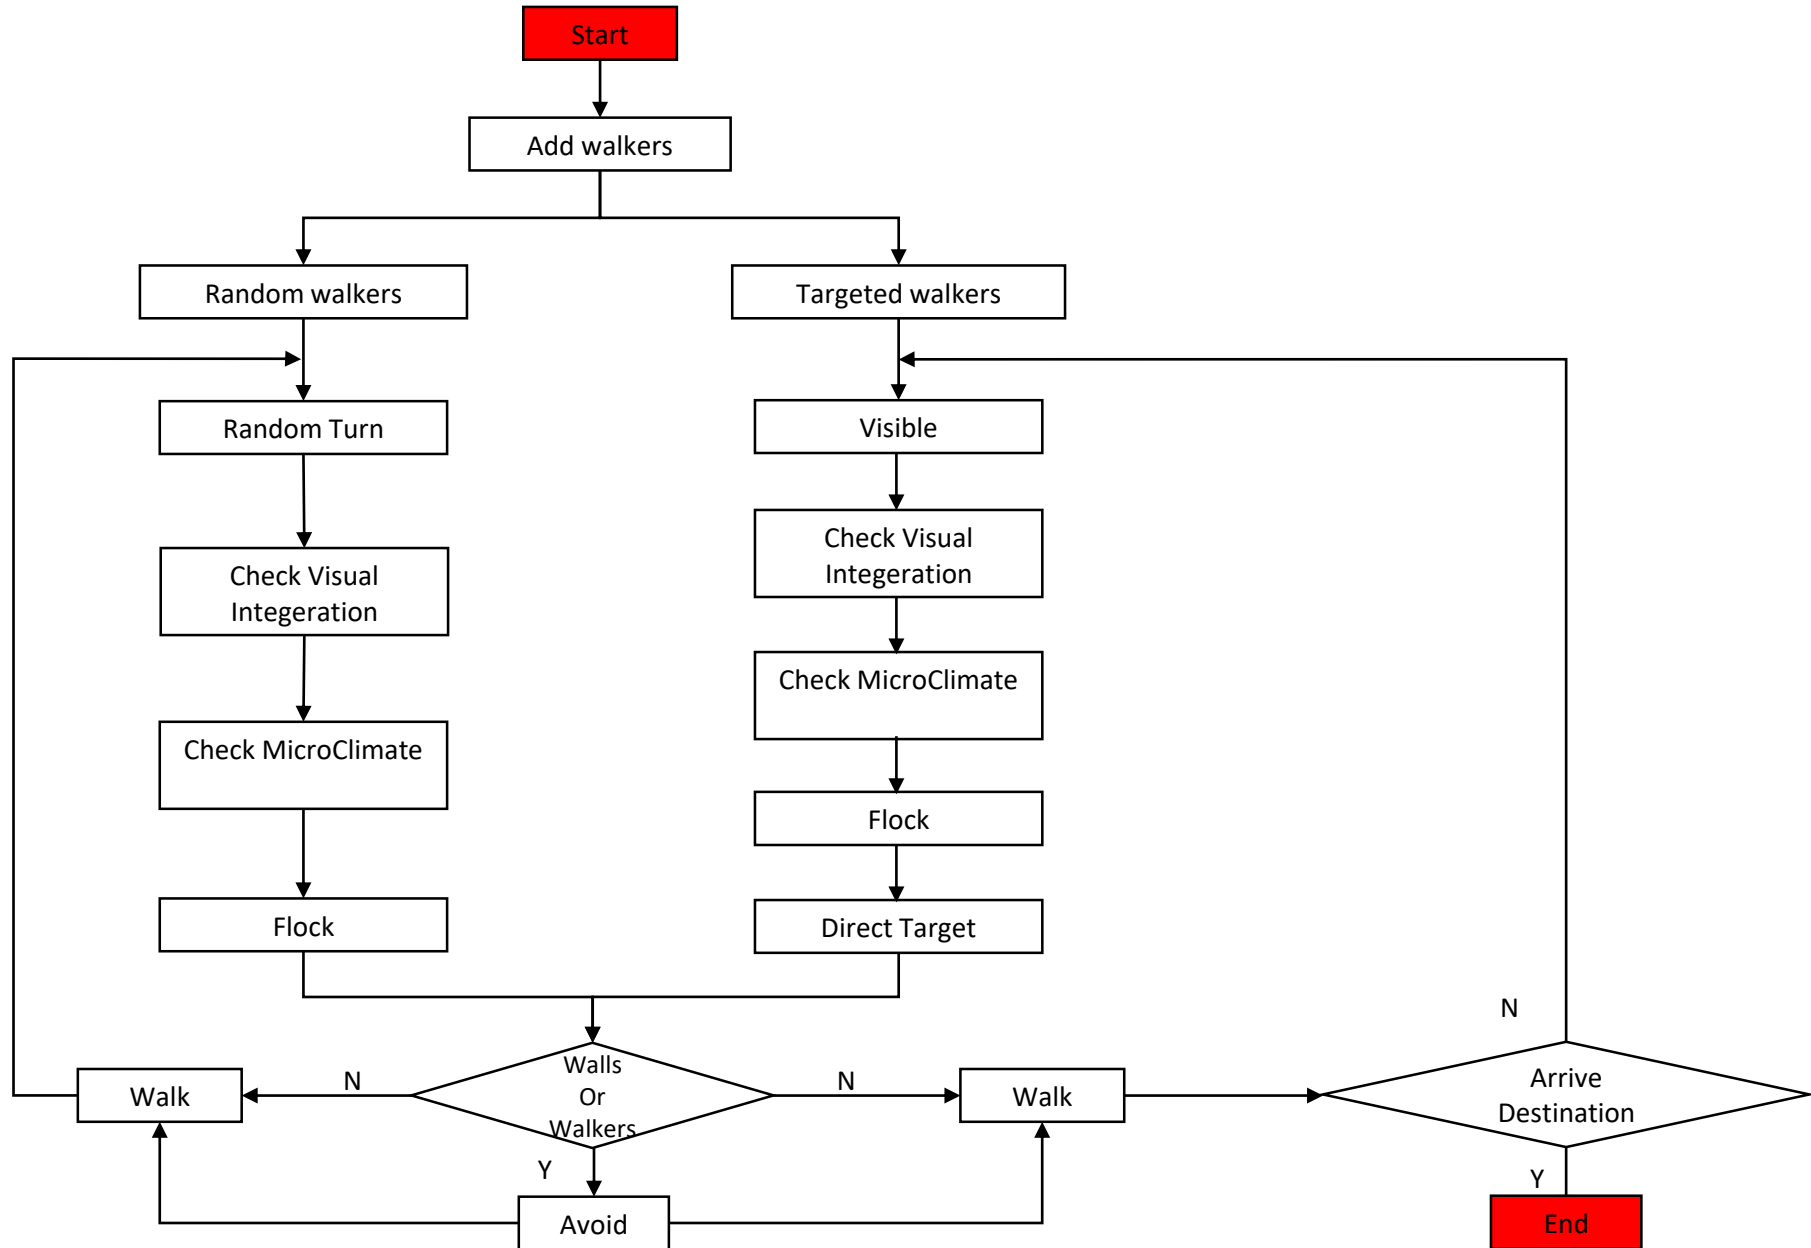 Start
Add walkers
Random walkers
Targeted walkers
Random Turn
Visible
Check Visual
Integeration
Check Visual
Integeration
Check MicroClimate
Check MicroClimate
Flock
Flock
Direct Target
N
Walls
Or
Walkers
N
N
Walk
Walk
Arrive
Destination
Y
Y
Avoid
End